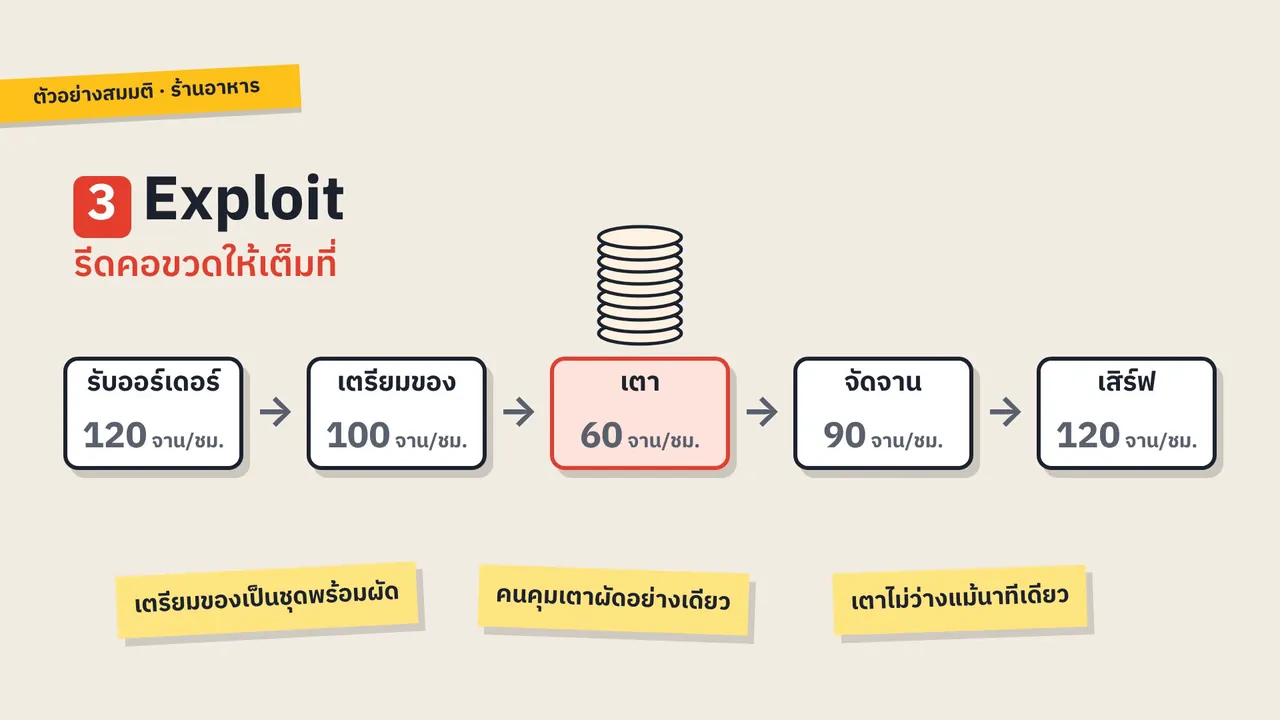 ตัวอย่างสมมติ · ร้านอาหาร
3 Exploit
รีดคอขวดให้เต็มที่
รับออร์เดอร์
120 จาน/ชม.
เตรียมของ
100 จาน/ชม.
เตา
60 จาน/ชม.
จัดจาน
90 จาน/ชม.
เสิร์ฟ
120 จาน/ชม.
เตรียมของเป็นชุดพร้อมผัด
คนคุมเตาผัดอย่างเดียว
เตาไม่ว่างแม้นาทีเดียว